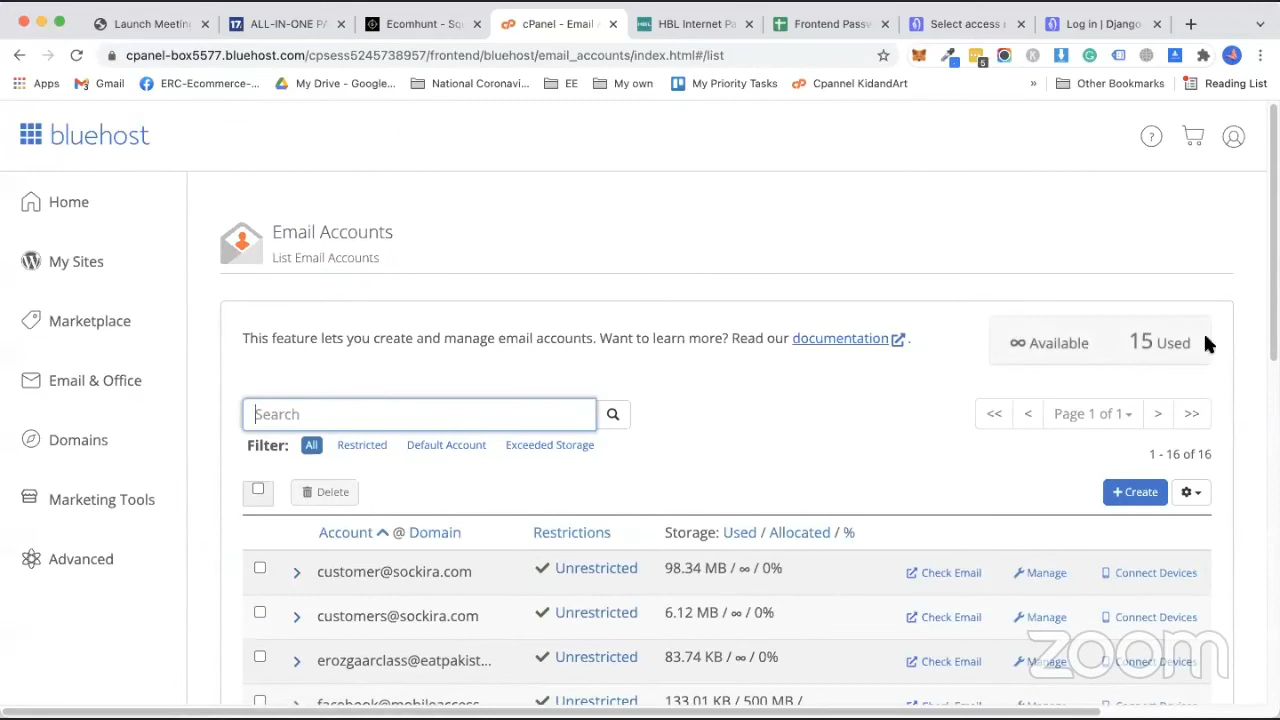 Launch Meetin
ALL-IN-ONE PA
Ecomhunt - Sq
cPanel - Email A
HBL Internet Pa
Frontend Passw
Select access m
Log in | Django
cpanel-box5577.bluehost.com/cpsess5245738957/frontend/bluehost/email_accounts/index.html#/list
Apps
Gmail
ERC-Ecommerce-...
My Drive - Google...
National Coronavi...
EE
My own
My Priority Tasks
Cpannel KidandArt
»
Other Bookmarks
Reading List
bluehost
Home
My Sites
Marketplace
Email & Office
Domains
Marketing Tools
Advanced
Email Accounts
List Email Accounts
This feature lets you create and manage email accounts. Want to learn more? Read our documentation .
∞ Available 15 Used
Search
<< < Page 1 of 1 > >>
Filter: All Restricted Default Account Exceeded Storage
1 - 16 of 16
Delete
+ Create
Account @ Domain Restrictions Storage: Used / Allocated / %
customer@sockira.com Unrestricted 98.34 MB / ∞ / 0% Check Email Manage Connect Devices
customers@sockira.com Unrestricted 6.12 MB / ∞ / 0% Check Email Manage Connect Devices
erozgaarclass@eatpakist... Unrestricted 83.74 KB / ∞ / 0% Check Email Manage Connect Devices
facebook@mobileaccess Unrestricted 133.01 KB / 500 MB /
zoom